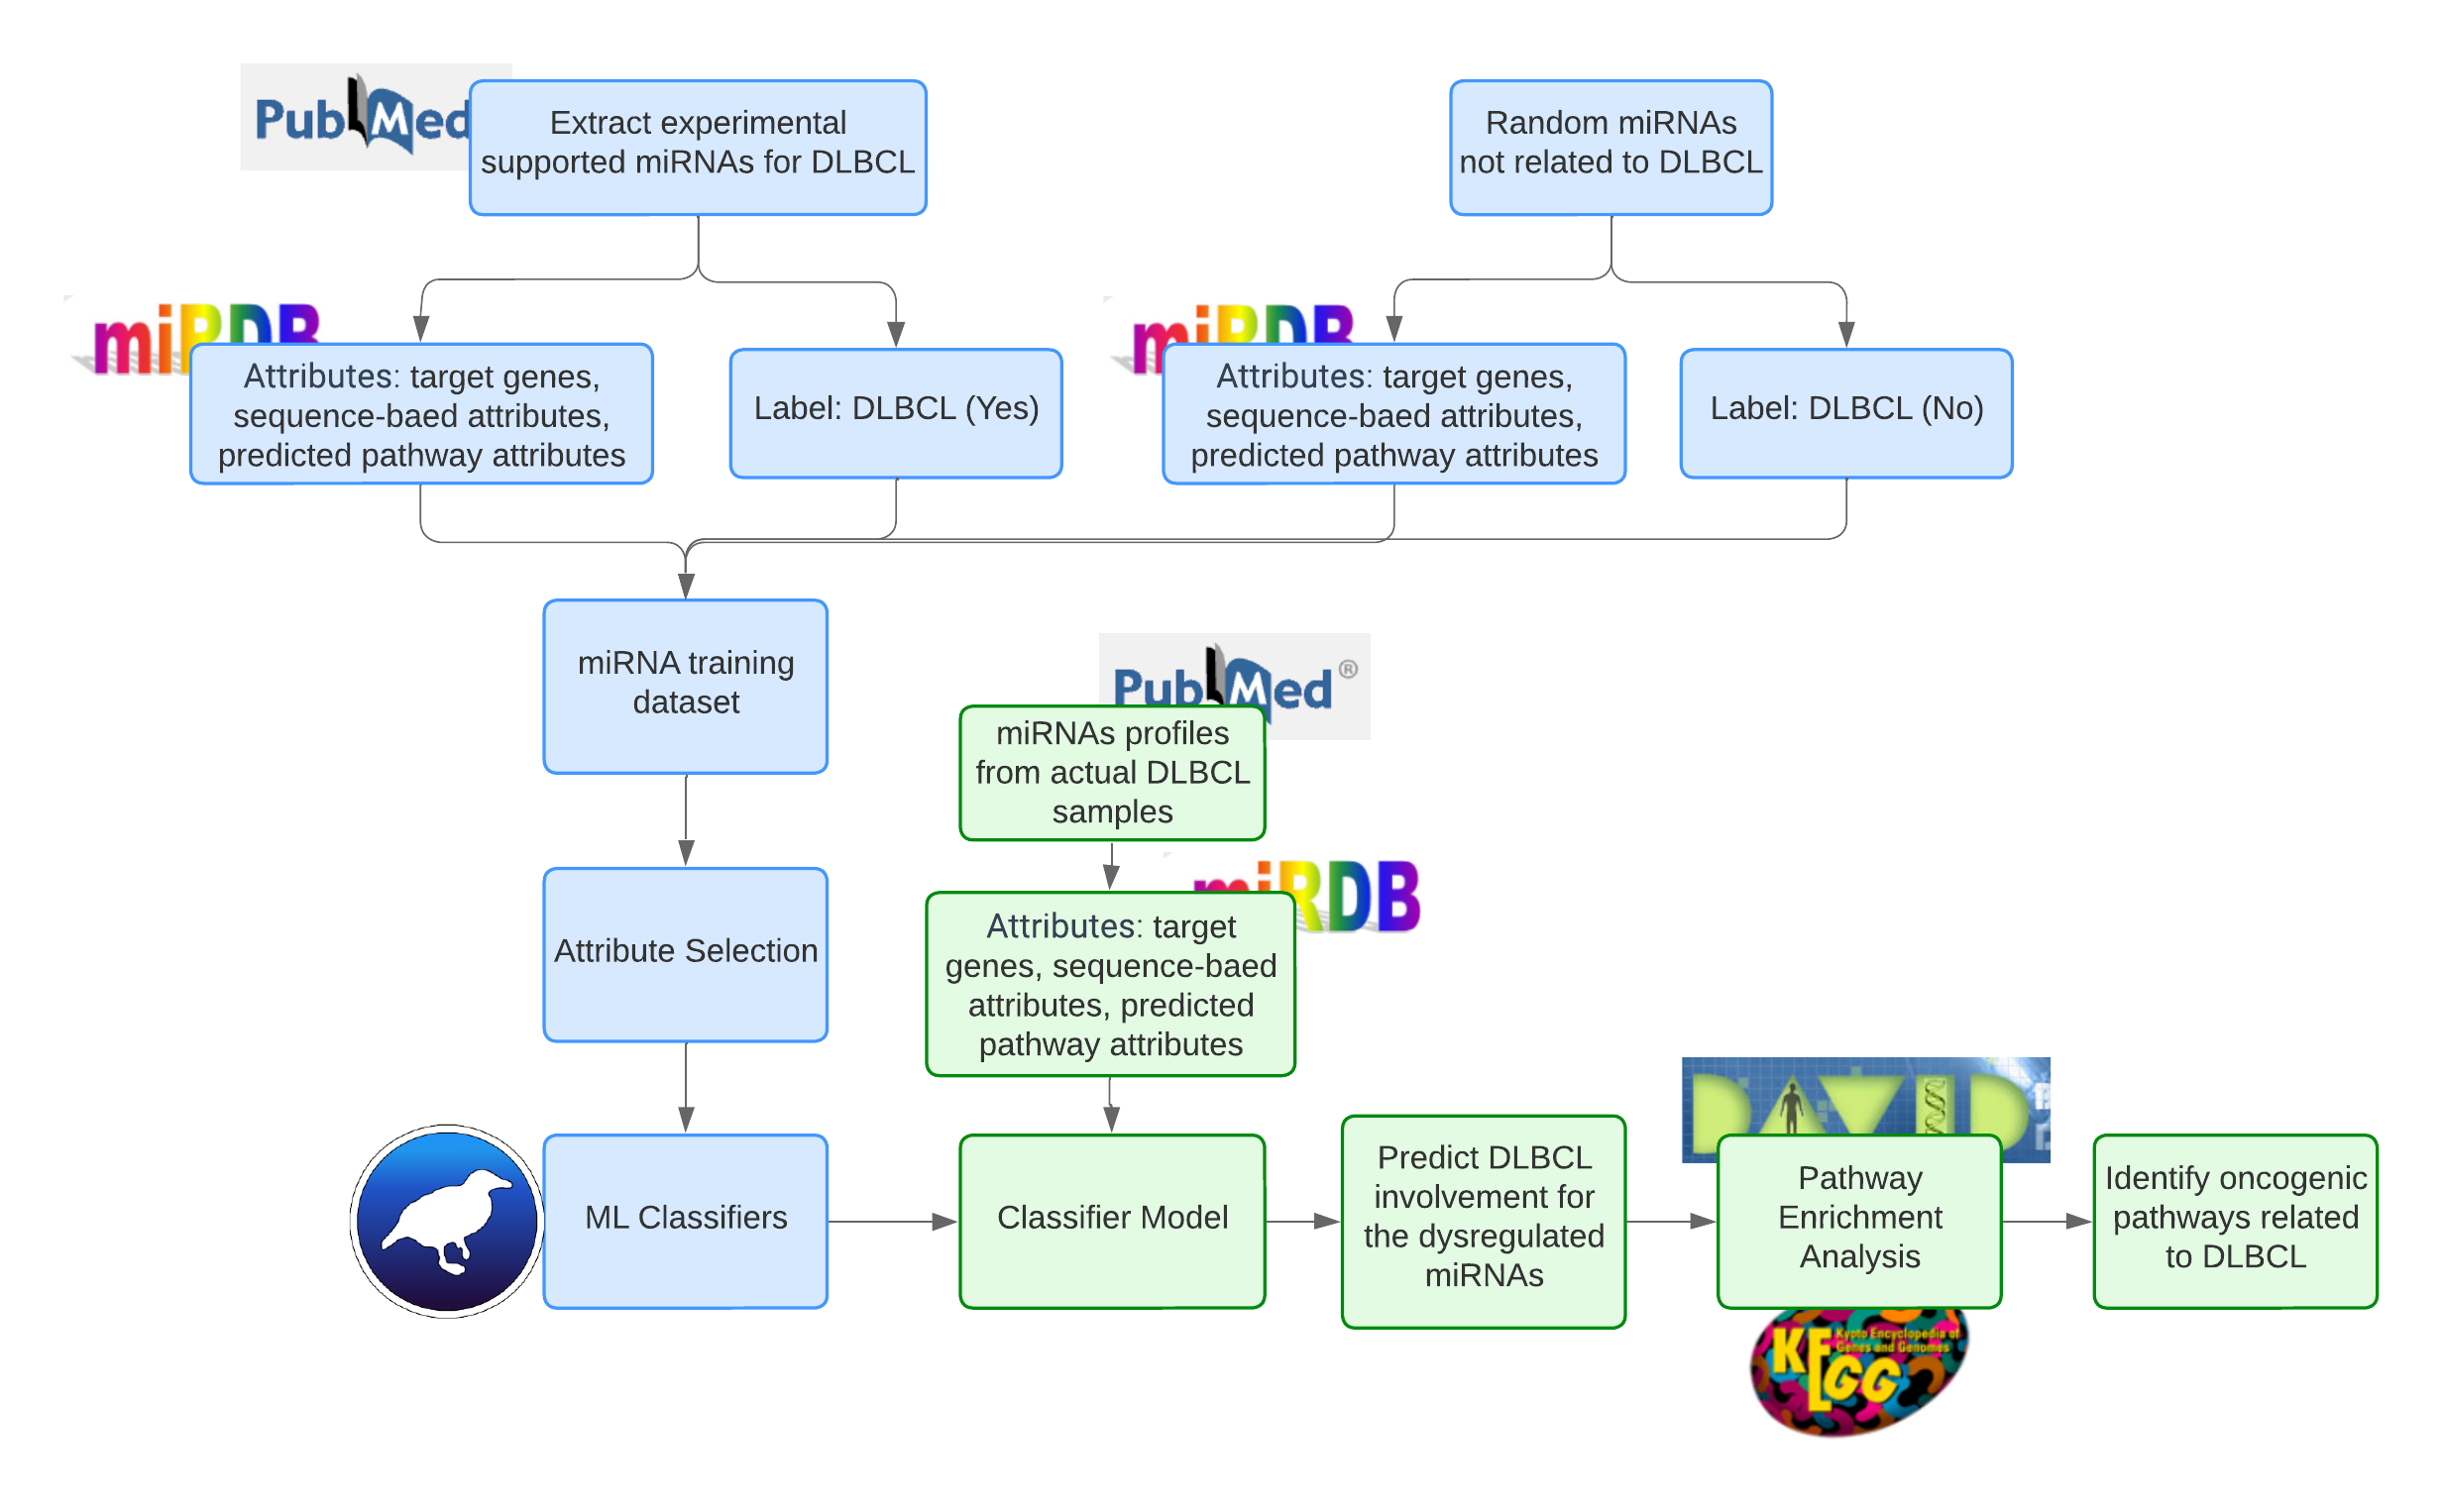 PubMed
Extract experimental
supported miRNAs for DLBCL
Random miRNAs
not related to DLBCL
miRDB
Attributes: target genes,
sequence-baed attributes,
predicted pathway attributes
Label: DLBCL (Yes)
miRDB
Attributes: target genes,
sequence-baed attributes,
predicted pathway attributes
Label: DLBCL (No)
miRNA training
dataset
PubMed®
miRNAs profiles
from actual DLBCL
samples
Attribute Selection
miRDB
Attributes: target
genes, sequence-baed
attributes, predicted
pathway attributes
ML Classifiers
Classifier Model
Predict DLBCL
involvement for
the dysregulated
miRNAs
DAVID
Pathway
Enrichment
Analysis
Identify oncogenic
pathways related
to DLBCL
KEGG
Kyoto Encyclopedia of
Genes and Genomes